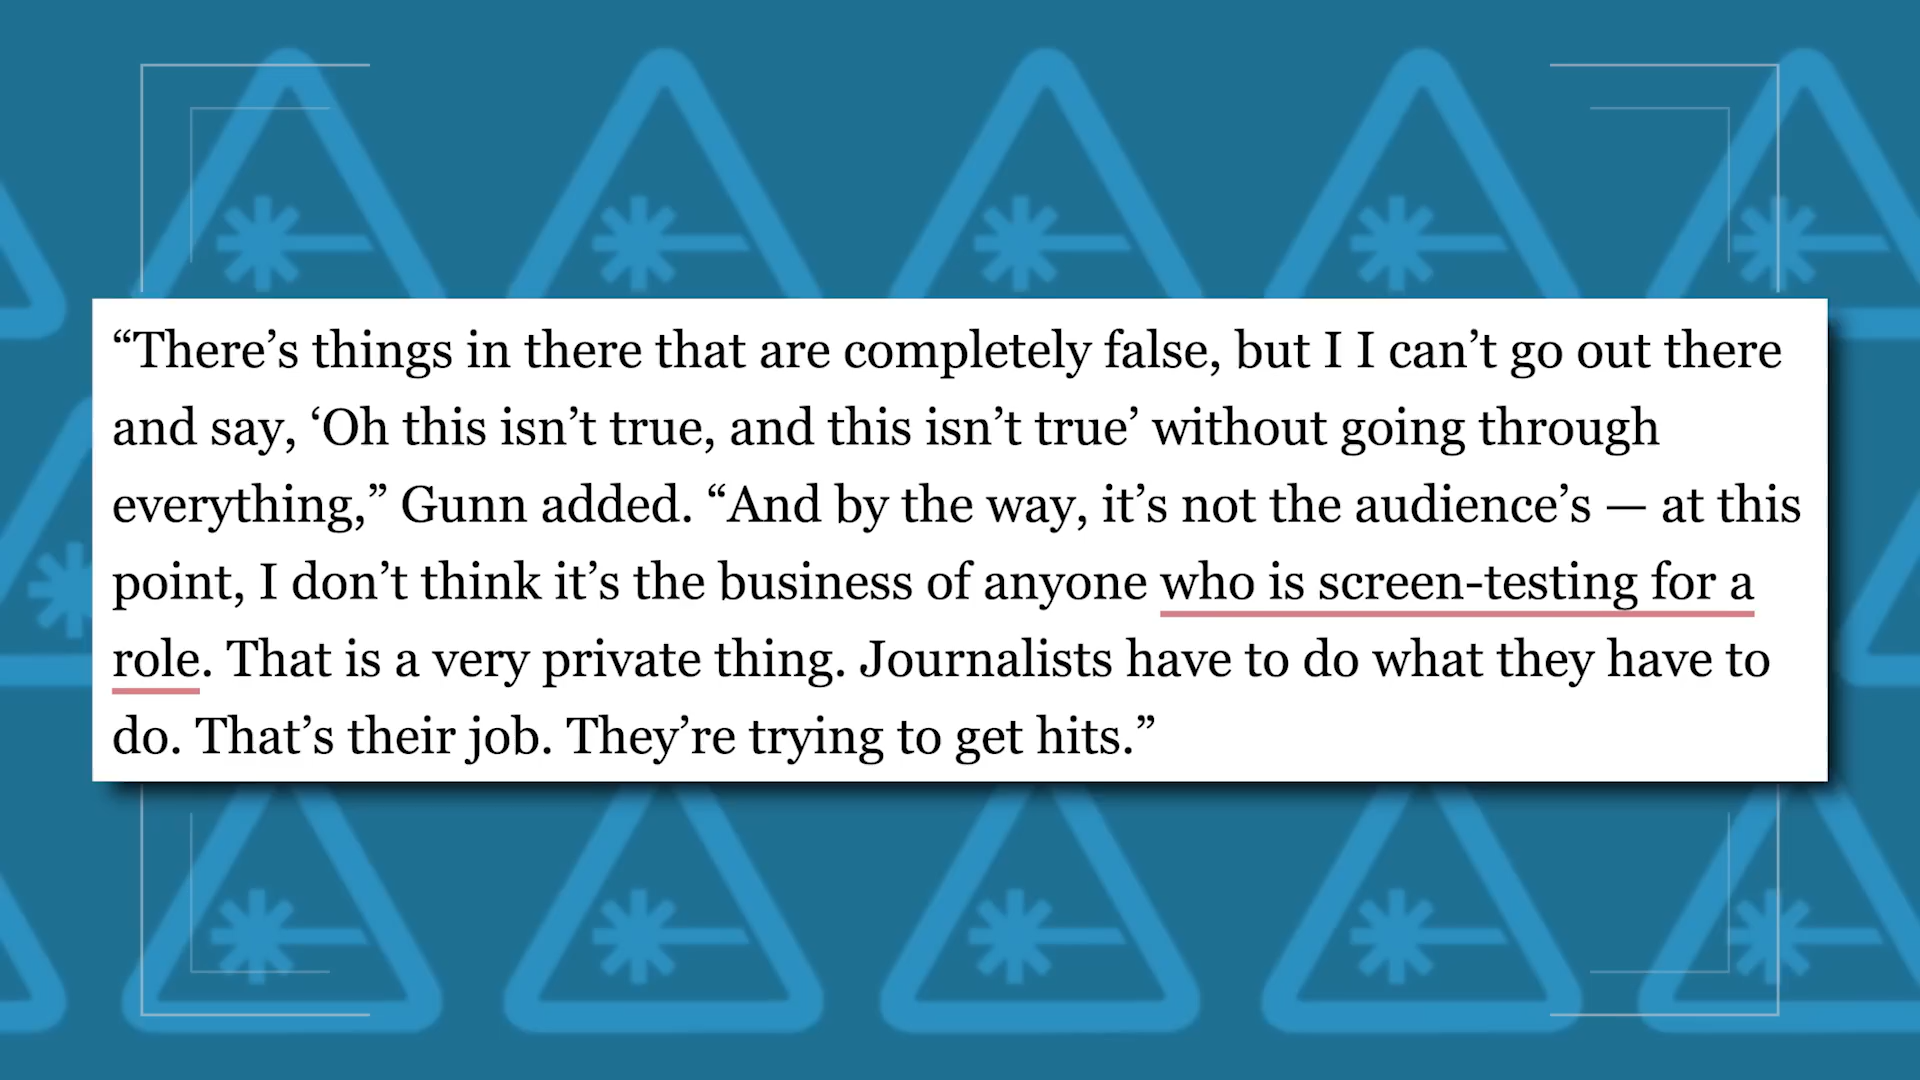 “There’s things in there that are completely false, but I I can’t go out there
and say, ‘Oh this isn’t true, and this isn’t true’ without going through
everything,” Gunn added. “And by the way, it’s not the audience’s — at this
point, I don’t think it’s the business of anyone who is screen-testing for a
role. That is a very private thing. Journalists have to do what they have to
do. That’s their job. They’re trying to get hits.”